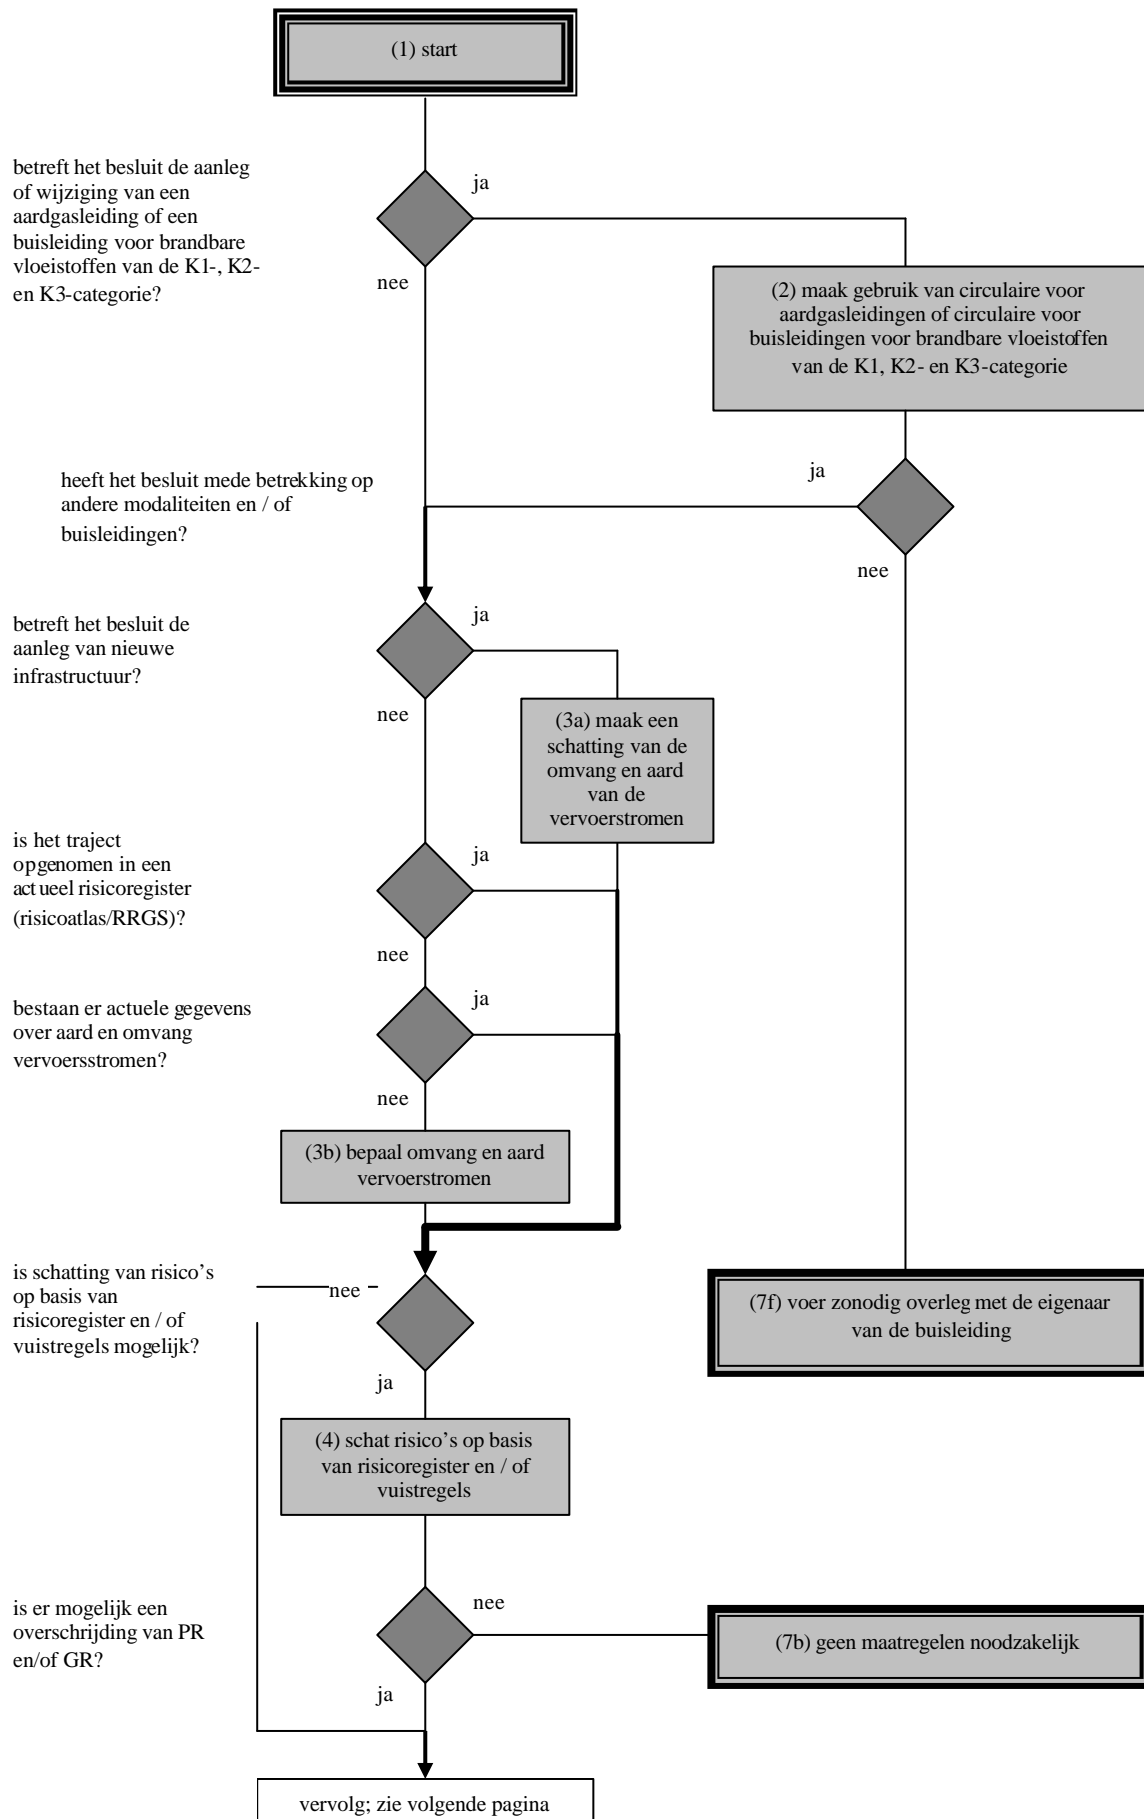 (1) start
betreft het besluit de aanleg
of wijziging van een
aardgasleiding of een
buisleiding voor brandbare
vloeistoffen van de K1-, K2-
en K3-categorie?
ja
nee
(2) maak gebruik van circulaire voor
aardgasleidingen of circulaire voor
buisleidingen voor brandbare vloeistoffen
van de K1, K2- en K3-categorie
heeft het besluit mede betrekking op
andere modaliteiten en / of
buisleidingen?
ja
nee
betreft het besluit de
aanleg van nieuwe
infrastructuur?
ja
nee
(3a) maak een
schatting van de
omvang en aard
van de
vervoerstromen
is het traject
opgenomen in een
actueel risicoregister
(risicoatlas/RRGS)?
ja
nee
bestaan er actuele gegevens
over aard en omvang
vervoersstromen?
ja
nee
(3b) bepaal omvang en aard
vervoerstromen
is schatting van risico's
op basis van
risicoregister en / of
vuistregels mogelijk?
nee
ja
(7f) voer zonodig overleg met de eigenaar
van de buisleiding
(4) schat risico's op basis
van risicoregister en / of
vuistregels
is er mogelijk een
overschrijding van PR
en/of GR?
nee
ja
(7b) geen maatregelen noodzakelijk
vervolg; zie volgende pagina